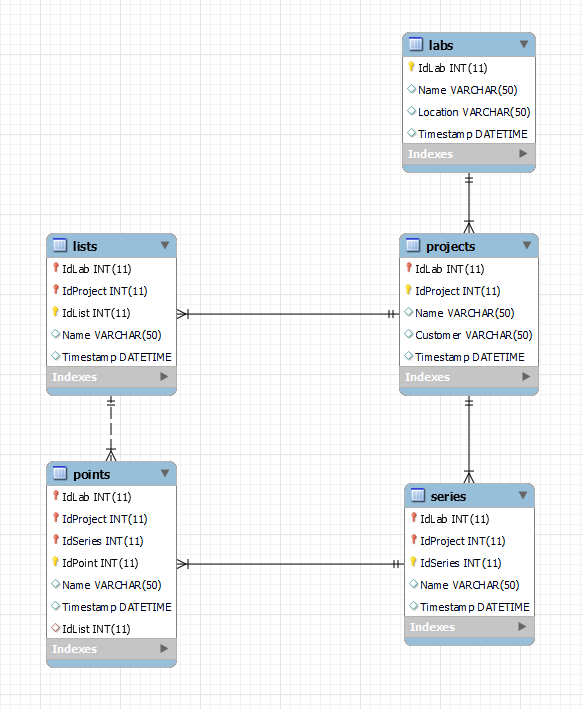 labs
IdLab INT(11)
Name VARCHAR(50)
Location VARCHAR(50)
Timestamp DATETIME
Indexes
lists
IdLab INT(11)
IdProject INT(11)
IdList INT(11)
Name VARCHAR(50)
Timestamp DATETIME
Indexes
projects
IdLab INT(11)
IdProject INT(11)
Name VARCHAR(50)
Customer VARCHAR(50)
Timestamp DATETIME
Indexes
points
IdLab INT(11)
IdProject INT(11)
IdSeries INT(11)
IdPoint INT(11)
Name VARCHAR(50)
Timestamp DATETIME
IdList INT(11)
Indexes
series
IdLab INT(11)
IdProject INT(11)
IdSeries INT(11)
Name VARCHAR(50)
Timestamp DATETIME
Indexes